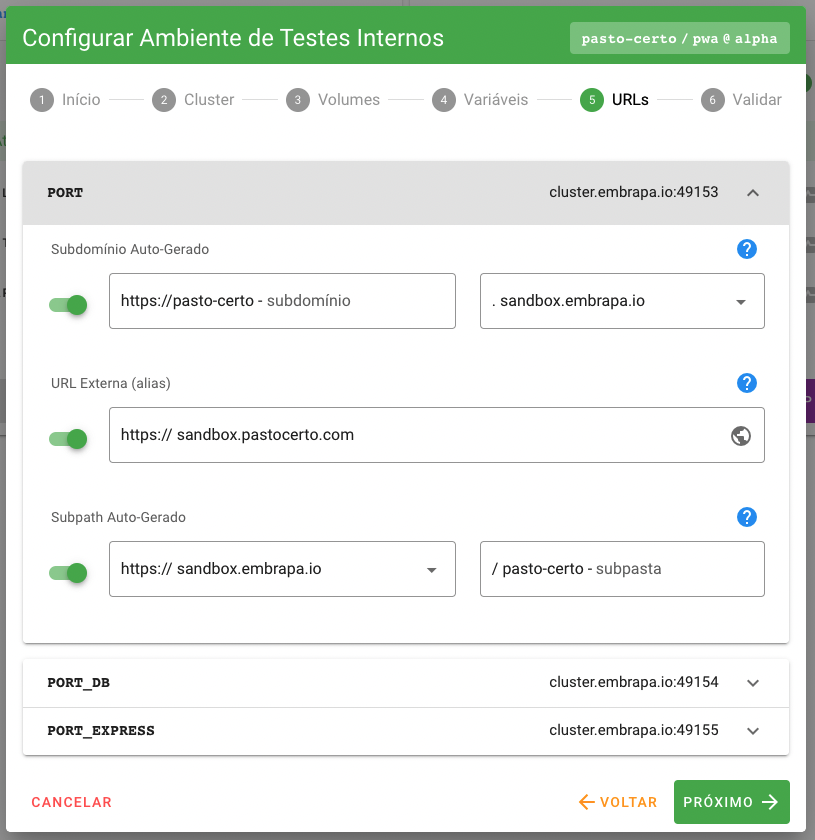 Configurar Ambiente de Testes Internos
pasto-certo / pwa @ alpha
1 Início 2 Cluster 3 Volumes 4 Variáveis 5 URLs 6 Validar
PORT cluster.embrapa.io:49153
Subdomínio Auto-Gerado ?
https://pasto-certo - subdomínio . sandbox.embrapa.io
URL Externa (alias) ?
https:// sandbox.pastocerto.com
Subpath Auto-Gerado ?
https:// sandbox.embrapa.io / pasto-certo - subpasta
PORT_DB cluster.embrapa.io:49154
PORT_EXPRESS cluster.embrapa.io:49155
CANCELAR VOLTAR PRÓXIMO